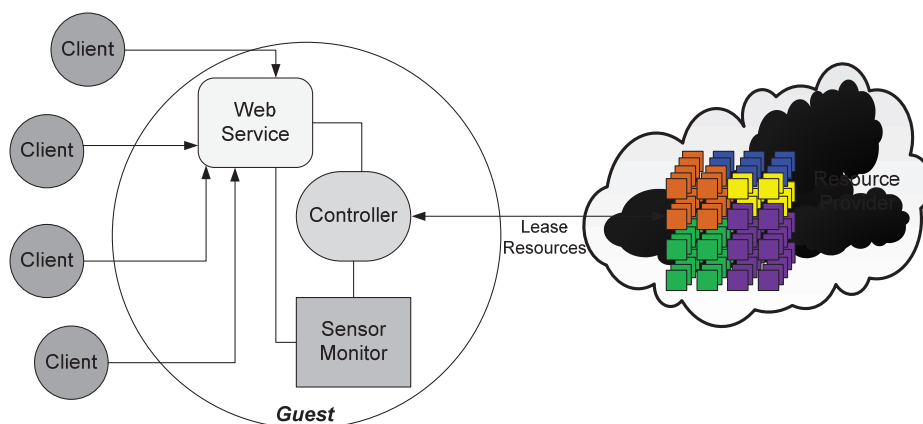 Client
Client
Client
Client
Web
Service
Controller
Sensor
Monitor
Guest
Lease
Resources
Resource
Provider